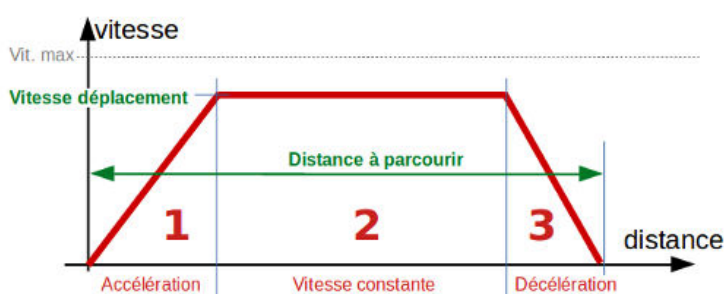 vitesse
Vit. max
Vitesse déplacement
Distance à parcourir
1 2 3
distance
Accélération Vitesse constante Décélération